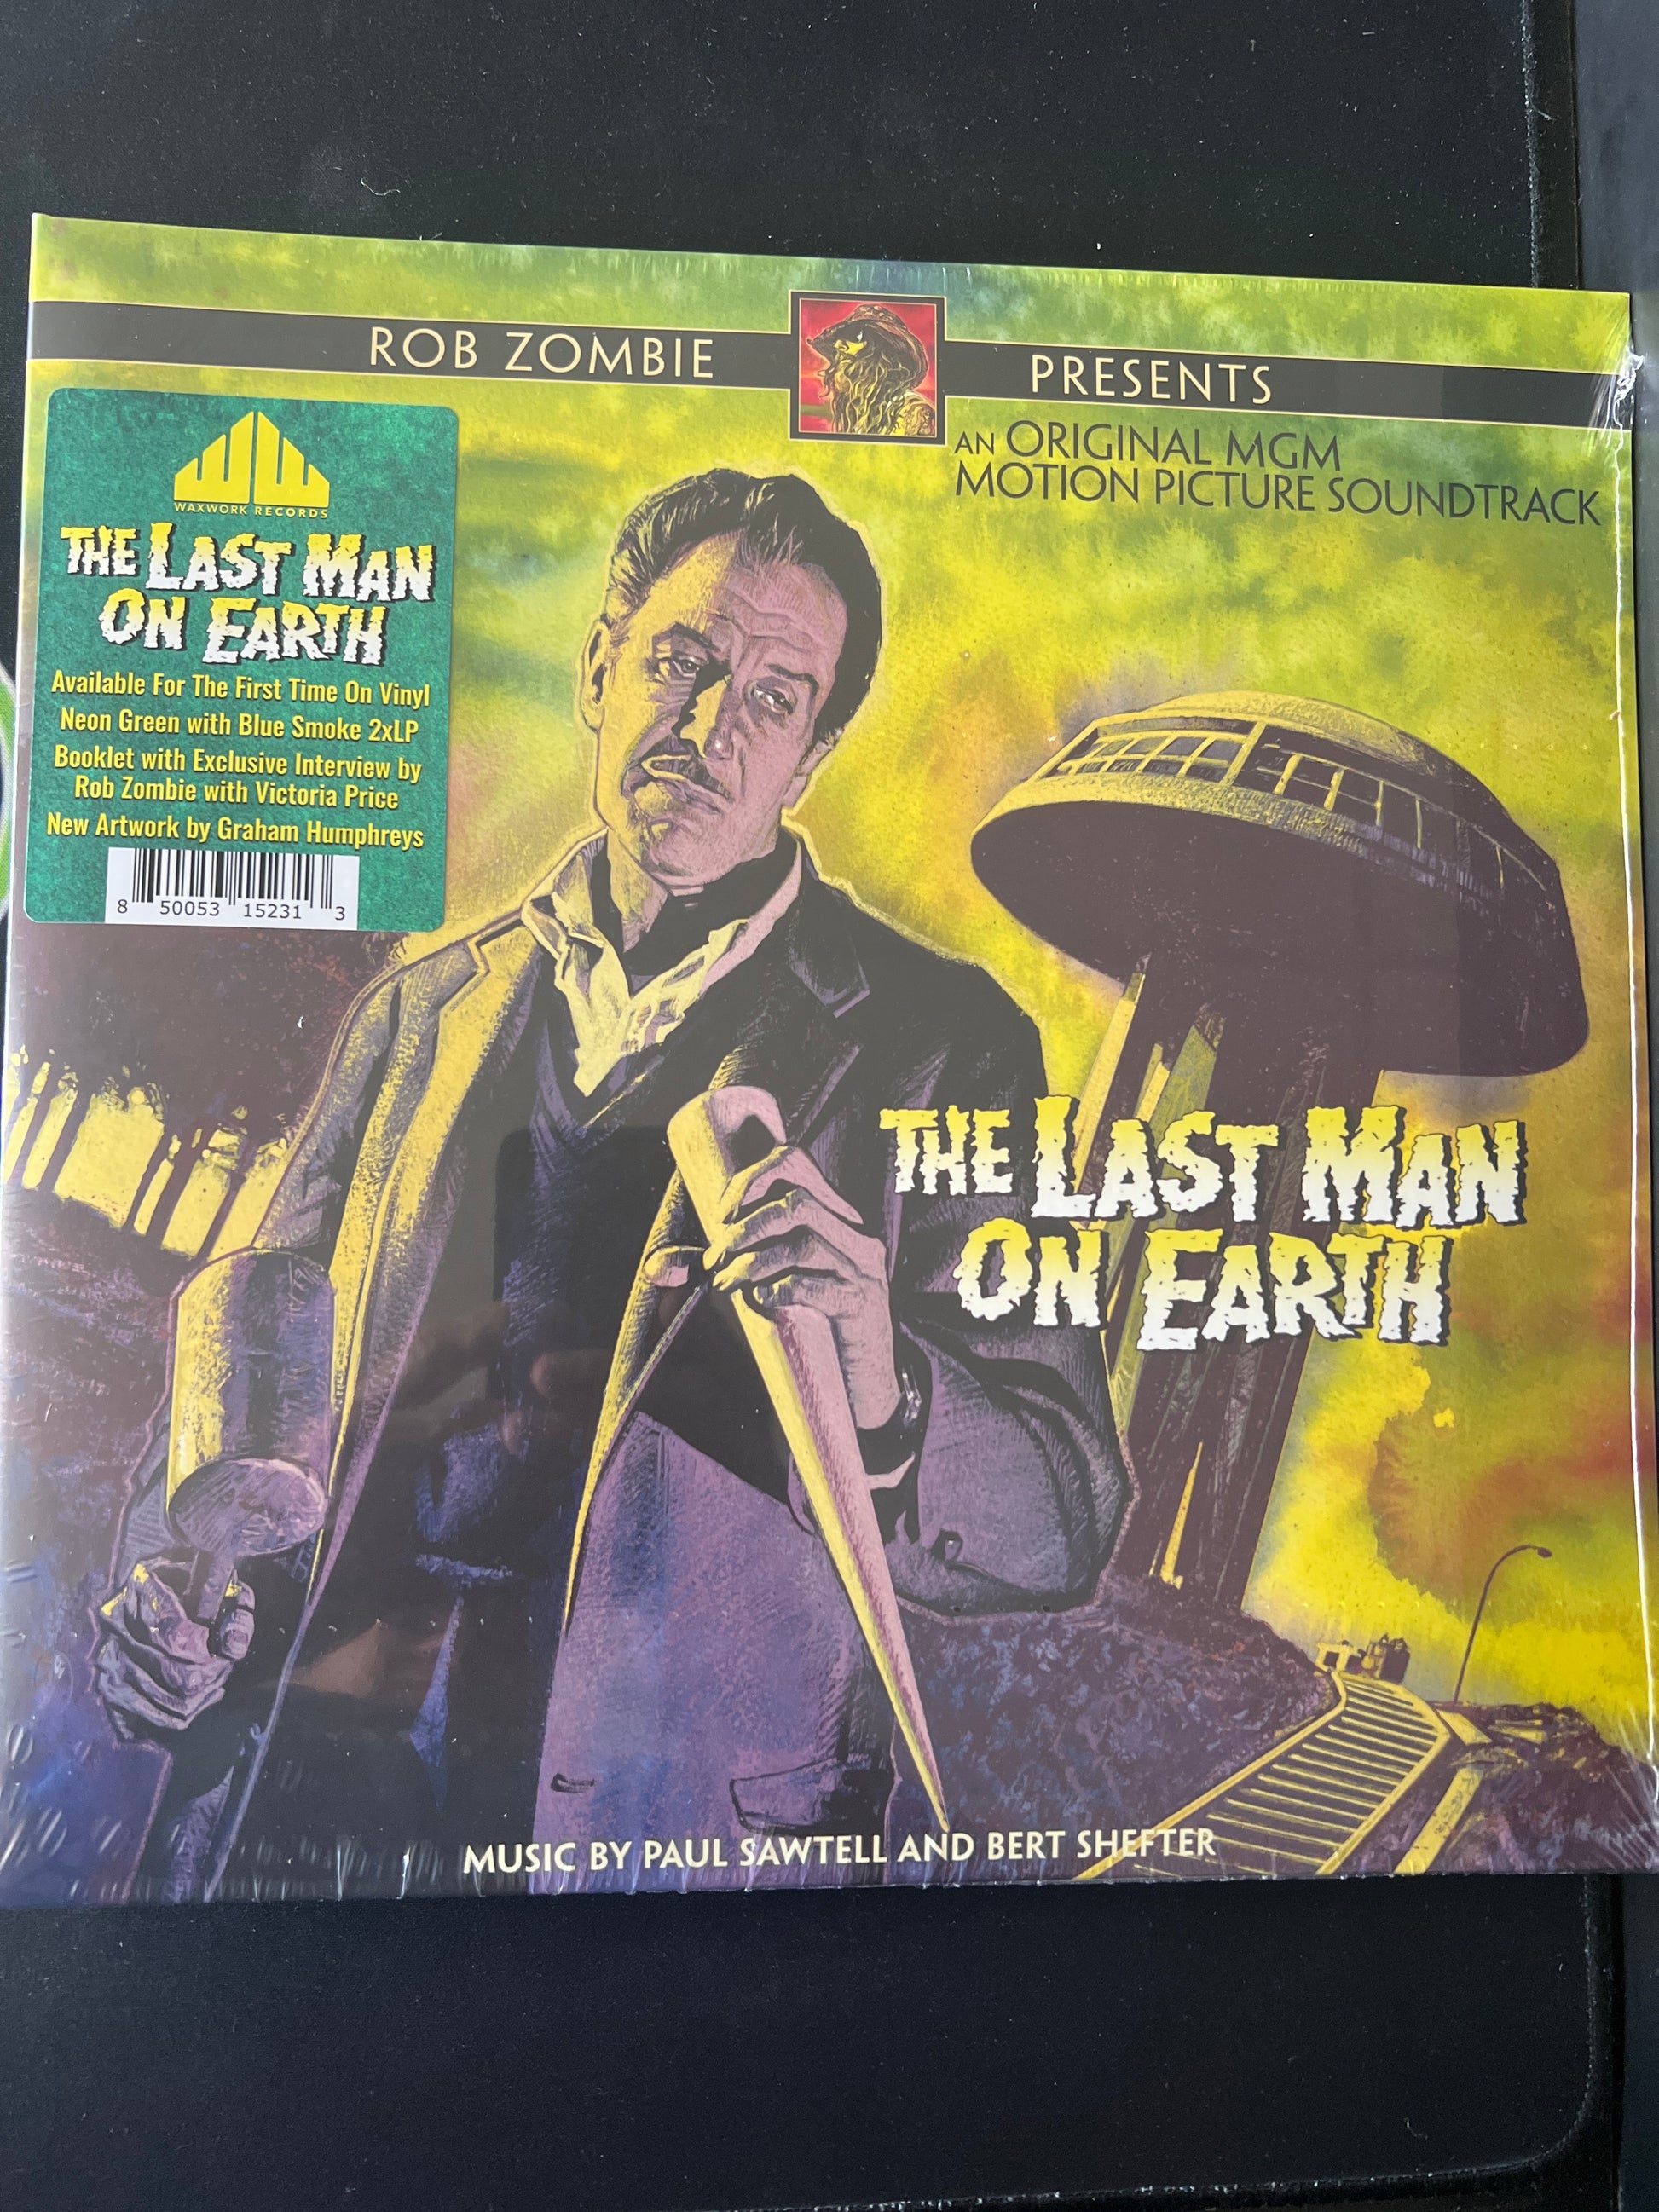 ROB ZOMBIE PRESENTS
AN ORIGINAL MGM
MOTION PICTURE SOUNDTRACK
WAXWORK RECORDS
THE LAST MAN
ON EARTH
Available For The First Time On Vinyl
Neon Green with Blue Smoke 2xLP
Booklet with Exclusive Interview by
Rob Zombie with Victoria Price
New Artwork by Graham Humphreys
8 50053 15231 3
THE LAST MAN
ON EARTH
MUSIC BY PAUL SAWTELL AND BERT SHEFTER